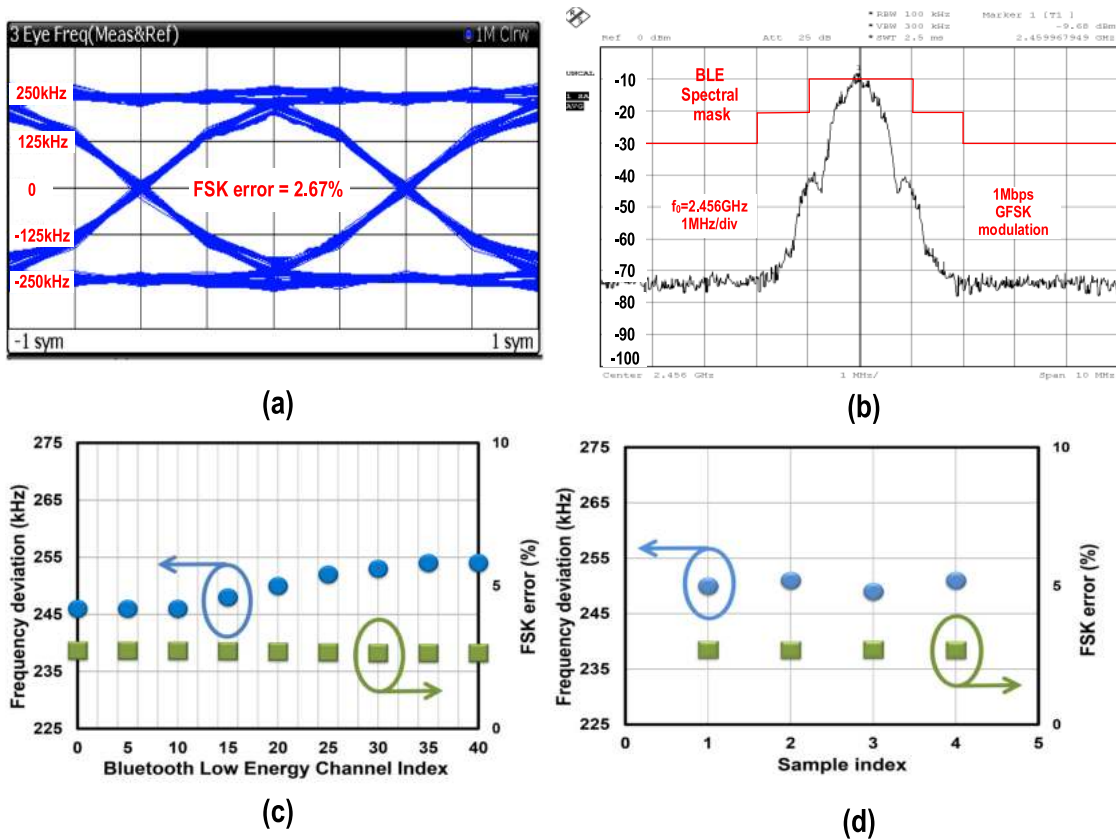 3 Eye Freq(Meas&Ref)
1M Clrw
250kHz
125kHz
0
-125kHz
-250kHz
FSK error = 2.67%
-1 sym
1 sym
(a)
* RBW 100 kHz
Marker 1 [T1 ]
* VBW 300 kHz
-9.68 dBm
Ref 0 dBm
Att 25 dB
* SWT 2.5 ms
2.459967949 GHz
UNCAL
1 SA
AVG
1
-10
-20
-30
-40
-50
-60
-70
-80
-90
-100
BLE
Spectral
mask
f₀=2.456GHz
1MHz/div
1Mbps
GFSK
modulation
Center 2.456 GHz
1 MHz/
Span 10 MHz
(b)
Frequency deviation (kHz)
275
265
255
245
235
225
10
5
0
FSK error (%)
0 5 10 15 20 25 30 35 40
Bluetooth Low Energy Channel Index
(c)
Frequency deviation (kHz)
275
265
255
245
235
225
10
5
0
FSK error (%)
0 1 2 3 4 5
Sample index
(d)